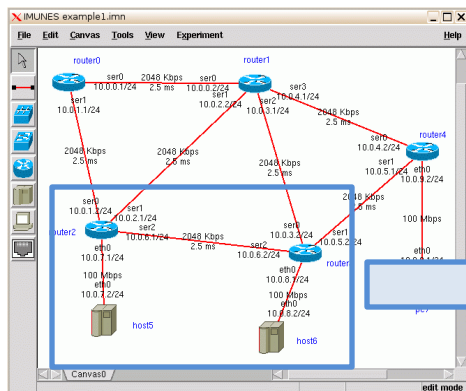 IMUNES example1.imn
File Edit Canvas Tools View Experiment Help
router0
router1
ser0
10.0.0.1/24
2048 Kbps
2.5 ms
ser0
10.0.0.2/24
ser1
10.0.1.1/24
ser1
10.0.2.2/24
ser2
10.0.3.1/24
ser3
10.0.4.1/24
2048 Kbps
2.5 ms
ser0
10.0.4.2/24
router4
ser1
10.0.5.1/24
eth0
10.0.9.2/24
2048 Kbps
2.5 ms
2048 Kbps
2.5 ms
2048 Kbps
2.5 ms
100 Mbps
ser0
10.0.1.2/24
ser1
10.0.2.1/24
router2
ser2
10.0.6.1/24
2048 Kbps
2.5 ms
ser2
10.0.6.2/24
ser0
10.0.3.2/24
ser1
10.0.5.2/24
eth0
10.0.7.1/24
100 Mbps
eth0
10.0.7.2/24
host5
eth0
10.0.8.1/24
100 Mbps
eth0
10.0.8.2/24
host6
Canvas0
edit mode